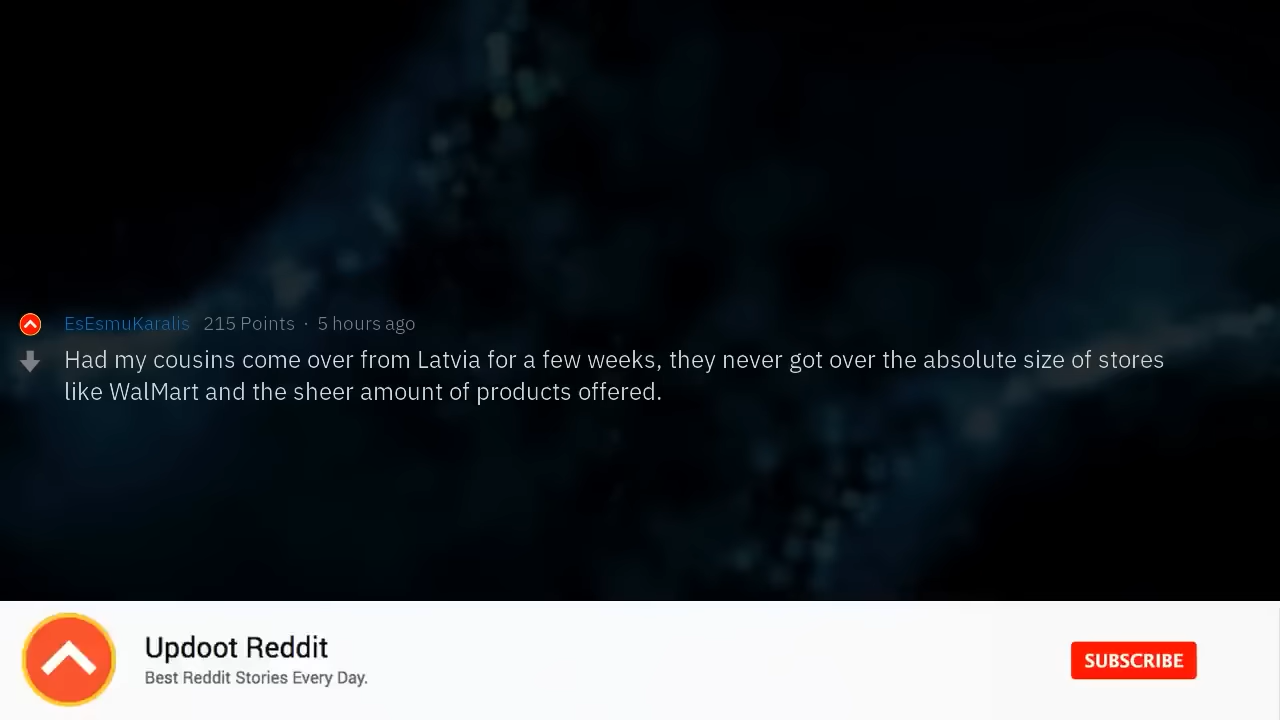 EsEsmuKaralis 215 Points · 5 hours ago
Had my cousins come over from Latvia for a few weeks, they never got over the absolute size of stores
like WalMart and the sheer amount of products offered.
Updoot Reddit
Best Reddit Stories Every Day.
SUBSCRIBE